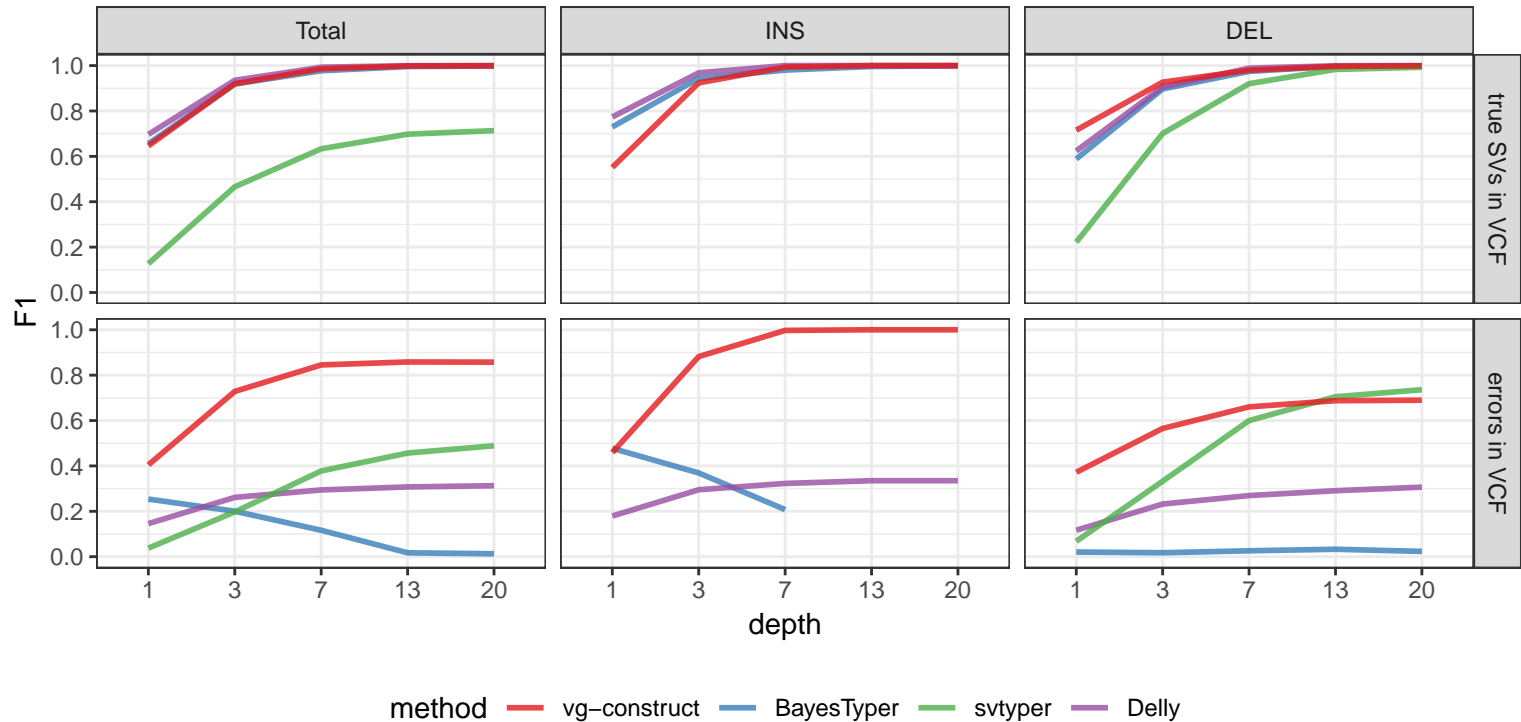 Total INS DEL
1.0
0.8
0.6
0.4
0.2
0.0
true SVs in VCF
F1
1.0
0.8
0.6
0.4
0.2
0.0
errors in VCF
1 3 7 13 20 1 3 7 13 20 1 3 7 13 20
depth
method vg−construct BayesTyper svtyper Delly